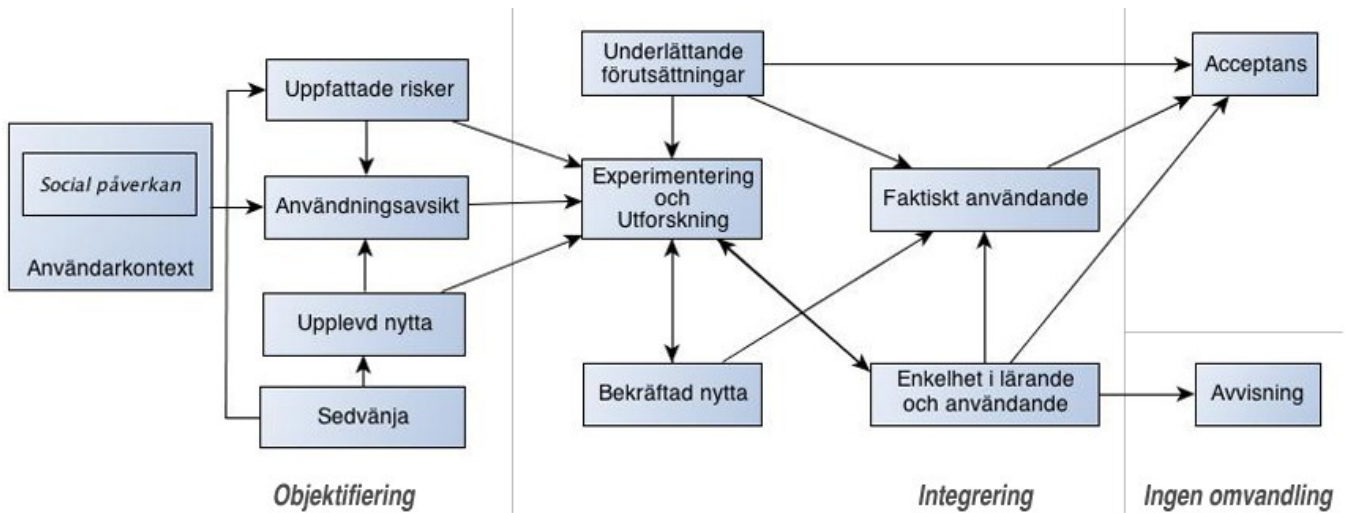 Social påverkan
Användarkontext
Uppfattade risker
Användningsavsikt
Upplevd nytta
Sedvänja
Objektifiering
Underlättande
förutsättningar
Experimentering
och
Utforskning
Bekräftad nytta
Faktiskt användande
Enkelhet i lärande
och användande
Integrering
Acceptans
Avvisning
Ingen omvandling